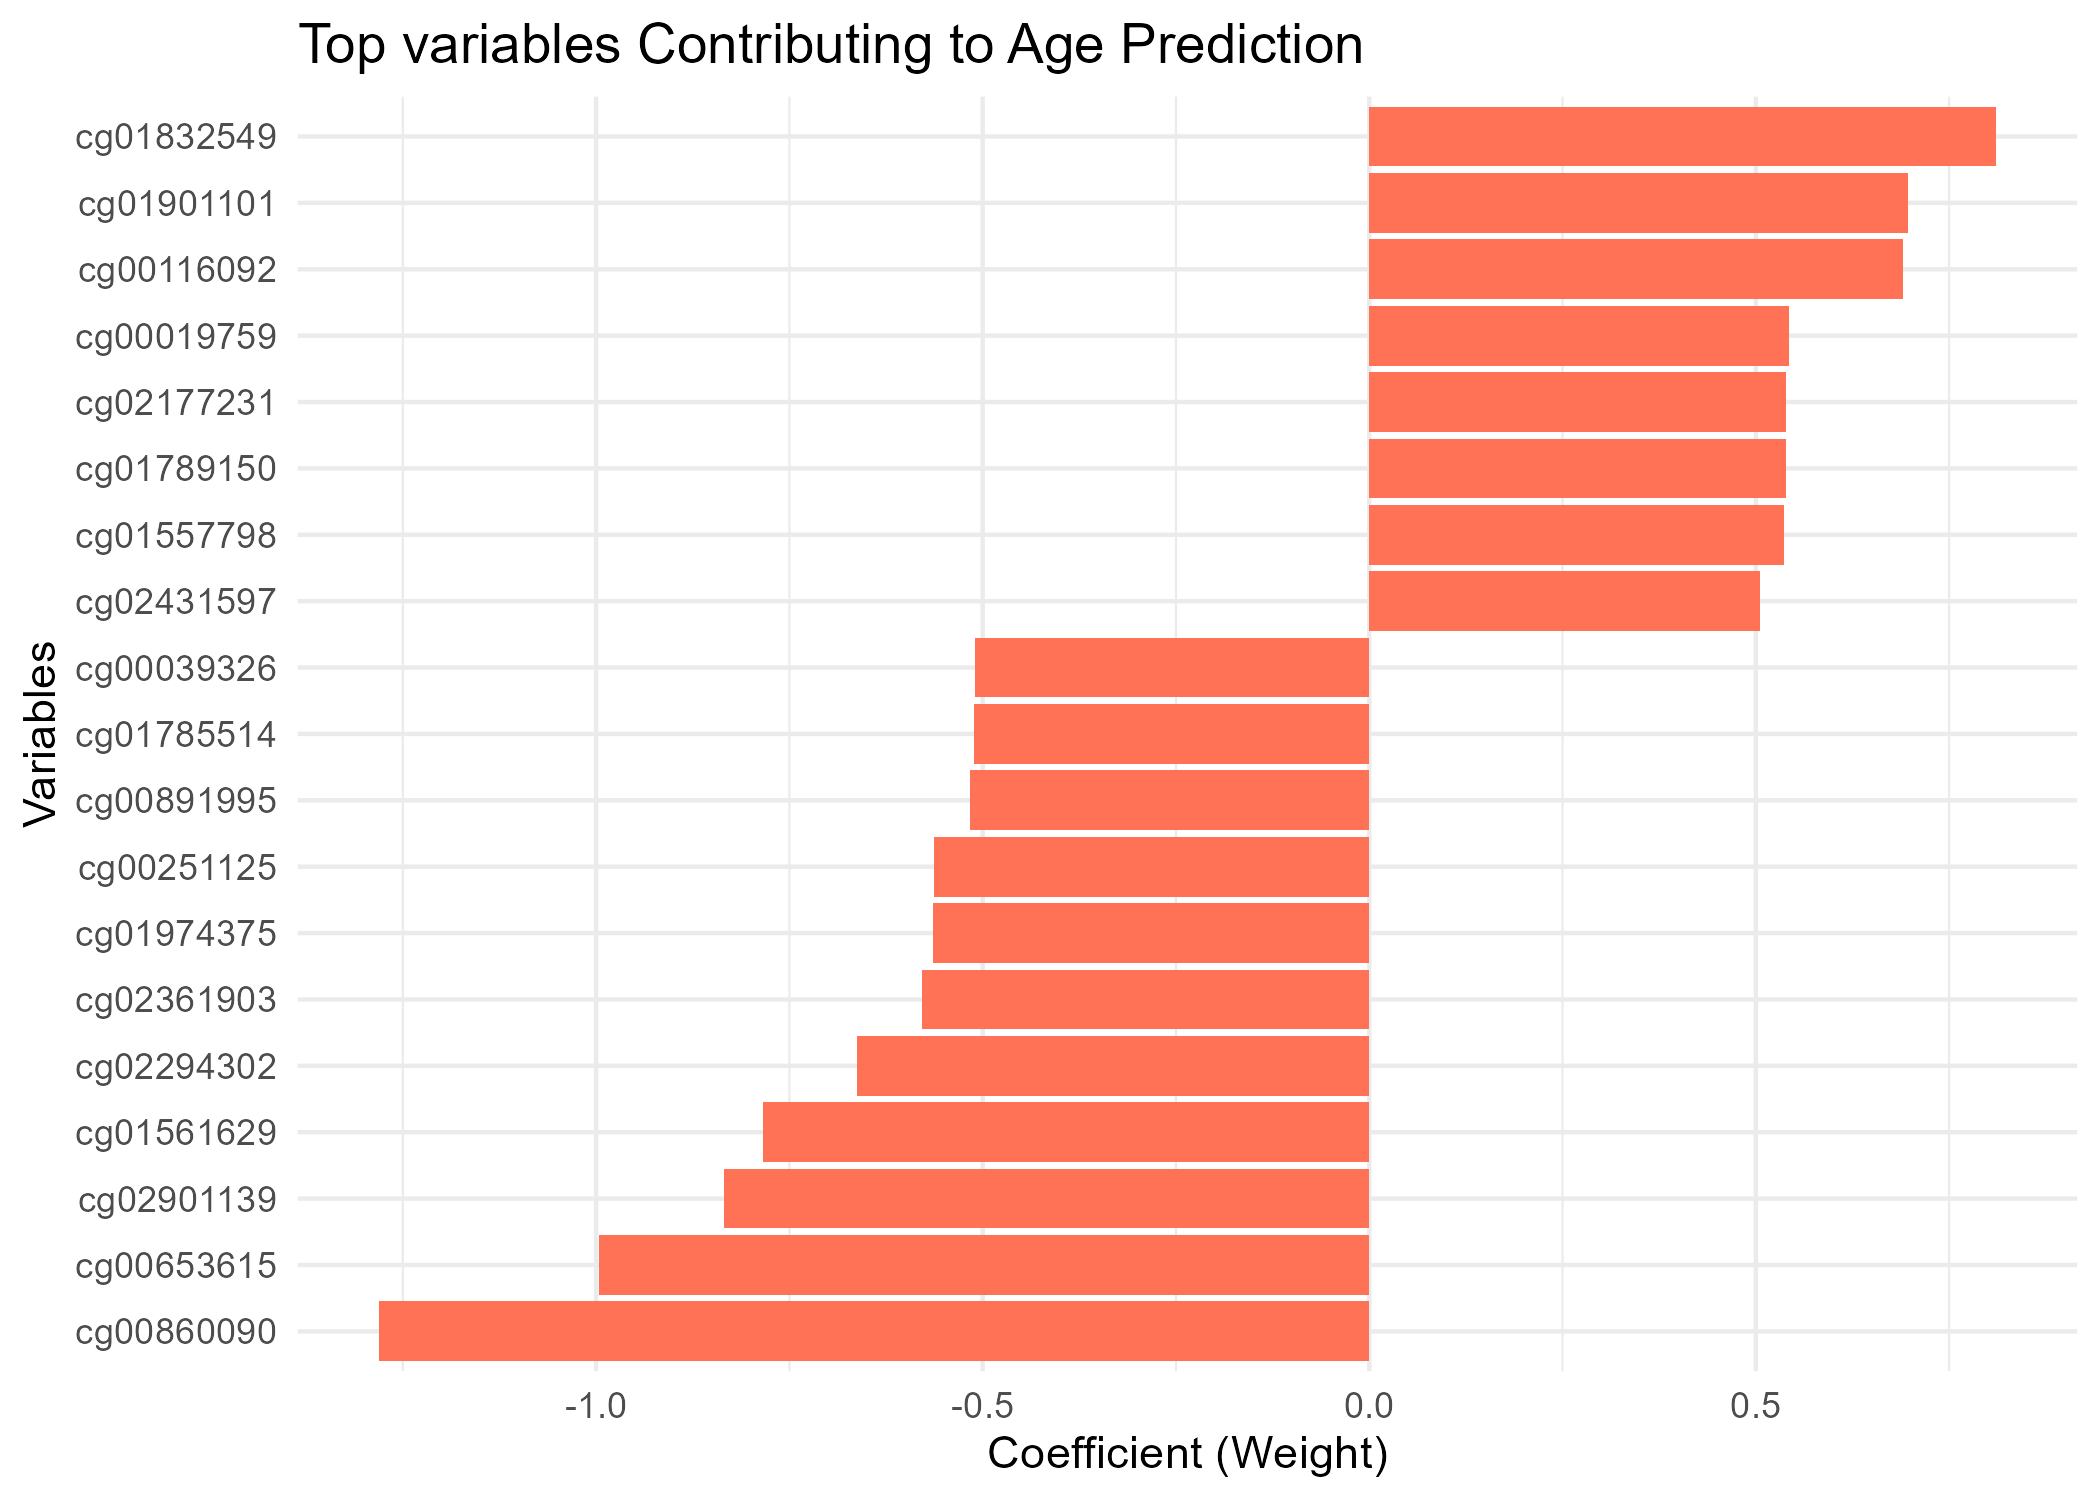 Top variables Contributing to Age Prediction
cg01832549
cg01901101
cg00116092
cg00019759
cg02177231
cg01789150
cg01557798
cg02431597
cg00039326
cg01785514
cg00891995
cg00251125
cg01974375
cg02361903
cg02294302
cg01561629
cg02901139
cg00653615
cg00860090
Variables
-1.0 -0.5 0.0 0.5
Coefficient (Weight)